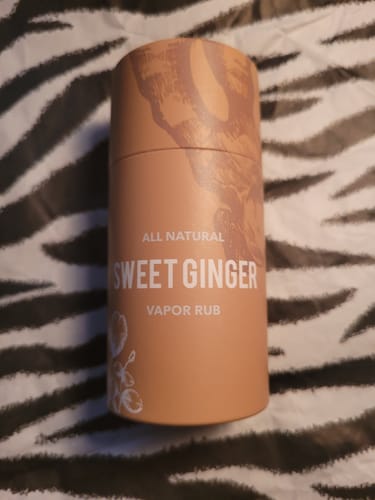 ALL NATURAL
SWEET GINGER
VAPOR RUB